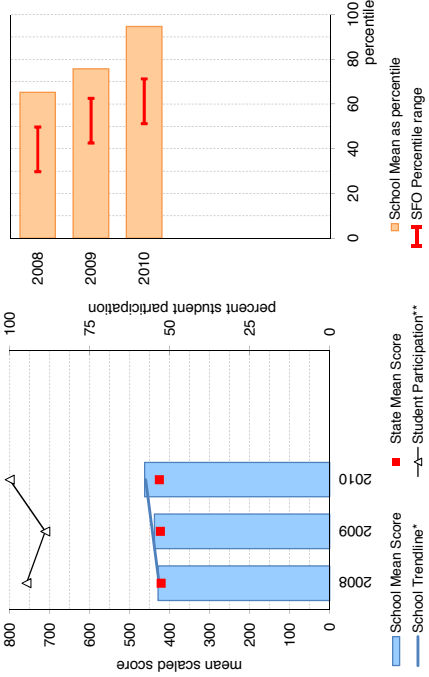 800
700
600
500
400
300
200
100
0
mean scaled score
100
75
50
25
0
percent student participation
2008
2009
2010
School Mean Score
State Mean Score
School Trendline*
Student Participation**
2008
2009
2010
0
20
40
60
80
100
percentile
School Mean as percentile
SFO Percentile range